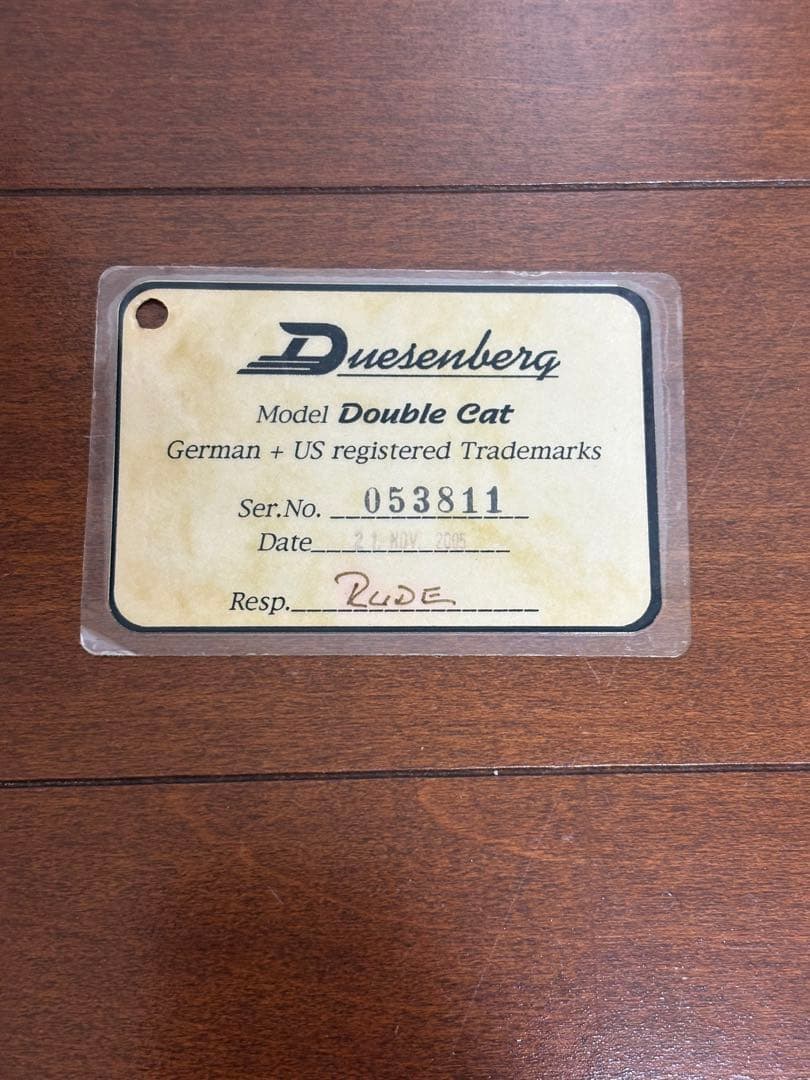 Duesenberg
Model Double Cat
German + US registered Trademarks
Ser.No. 053811
Date 21. NOV. 2005
Resp. RUDE